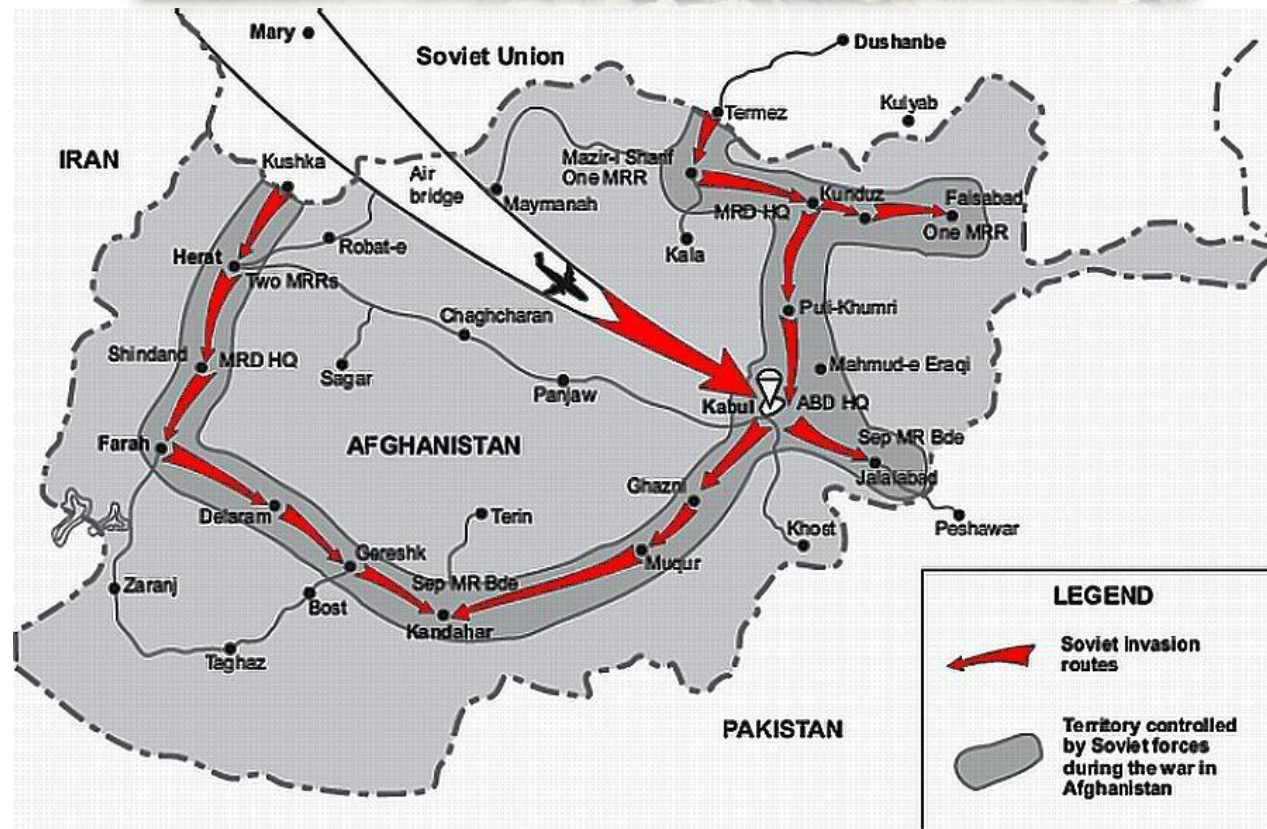 Mary
Soviet Union
Dushanbe
Termez
Kulyab
IRAN
Kushka
Air
bridge
Mazir-i Sharif
One MRR
Maymanah
MRD HQ
Kunduz
Faisabad
One MRR
Robat-e
Kala
Herat
Two MRRs
Puli-Khumri
Chaghcharan
Shindand
MRD HQ
Sagar
Panjaw
Mahmud-e Eraqi
Kabul
ABD HQ
Farah
AFGHANISTAN
Sep MR Bde
Jalalabad
Ghazni
Delaram
Terin
Khost
Peshawar
Gereshk
Muqur
Zaranj
Bost
Sep MR Bde
Kandahar
Taghaz
PAKISTAN
LEGEND
Soviet invasion
routes
Territory controlled
by Soviet forces
during the war in
Afghanistan